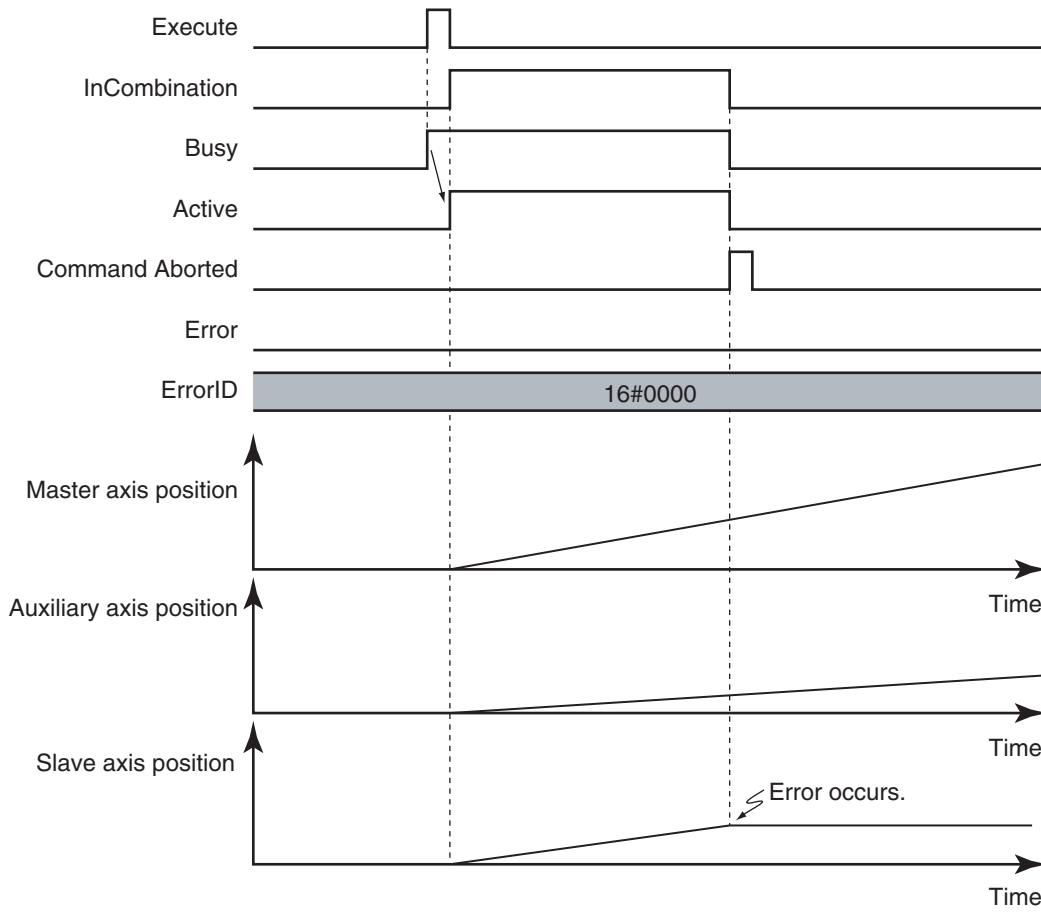 Execute
InCombination
Busy
Active
Command Aborted
Error
ErrorID
16#0000
Master axis position
Time
Auxiliary axis position
Time
Slave axis position
Error occurs.
Time